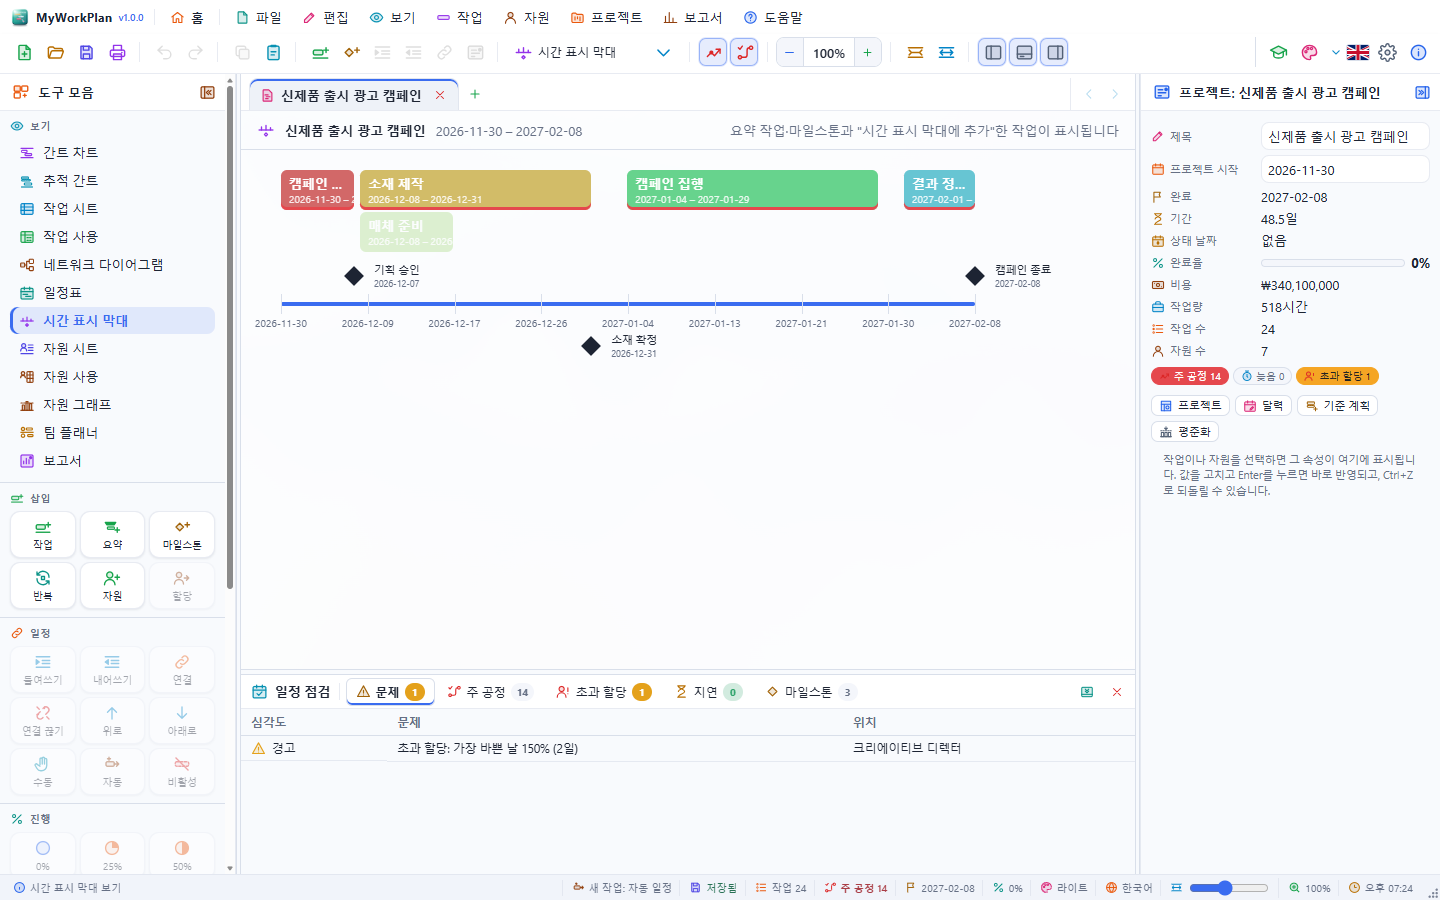 MyWorkPlan v1.0.0 홈 파일 편집 보기 작업 자원 프로젝트 보고서 도움말
시간 표시 막대 100%
도구 모음
보기
간트 차트
추적 간트
작업 시트
작업 사용
네트워크 다이어그램
일정표
시간 표시 막대
자원 시트
자원 사용
자원 그래프
팀 플래너
보고서
삽입
작업 요약 마일스톤
반복 자원 할당
일정
들여쓰기 내어쓰기 연결
연결 끊기 위로 아래로
수동 자동 비활성
진행
0% 25% 50%
신제품 출시 광고 캠페인
신제품 출시 광고 캠페인 2026-11-30 – 2027-02-08 요약 작업·마일스톤과 "시간 표시 막대에 추가"한 작업이 표시됩니다
캠페인 ... 소재 제작 캠페인 집행 결과 정...
2026-11-30 – 2 2026-12-08 – 2026-12-31 2027-01-04 – 2027-01-29 2027-02-01 –
매체 준비
2026-12-08 – 2026
기획 승인 캠페인 종료
2026-12-07 2027-02-08
2026-11-30 2026-12-09 2026-12-17 2026-12-26 2027-01-04 2027-01-13 2027-01-21 2027-01-30 2027-02-08
소재 확정
2026-12-31
일정 점검 문제 1 주 공정 14 초과 할당 1 지연 0 마일스톤 3
심각도 문제 위치
경고 초과 할당: 가장 바쁜 날 150% (2일) 크리에이티브 디렉터
프로젝트: 신제품 출시 광고 캠페인
제목 신제품 출시 광고 캠페인
프로젝트 시작 2026-11-30
완료 2027-02-08
기간 48.5일
상태 날짜 없음
완료율 0%
비용 ₩340,100,000
작업량 518시간
작업 수 24
자원 수 7
주 공정 14 늦음 0 초과 할당 1
프로젝트 달력 기준 계획
평준화
작업이나 자원을 선택하면 그 속성이 여기에 표시됩니
다. 값을 고치고 Enter를 누르면 바로 반영되고, Ctrl+Z
로 되돌릴 수 있습니다.
시간 표시 막대 보기 새 작업: 자동 일정 저장됨 작업 24 주 공정 14 2027-02-08 0% 라이트 한국어 100% 오후 07:24